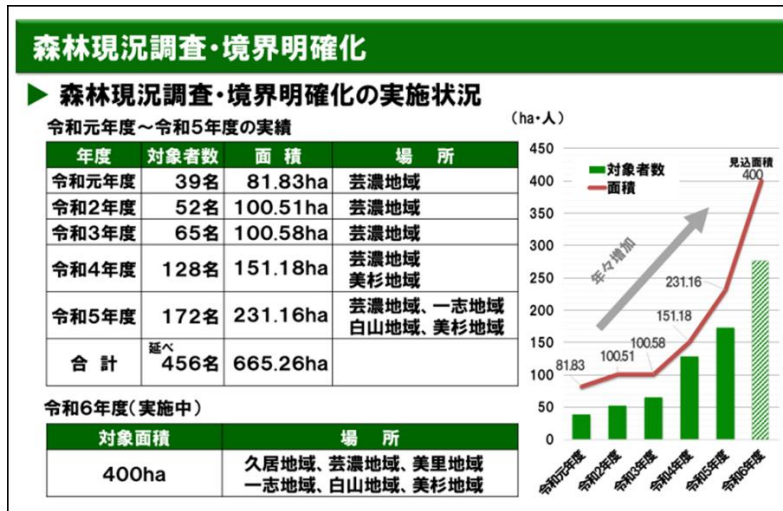 森林現況調査・境界明確化
▶ 森林現況調査・境界明確化の実施状況
令和元年度～令和5年度の実績
年度 対象者数 面積 場所
令和元年度 39名 81.83ha 芸濃地域
令和2年度 52名 100.51ha 芸濃地域
令和3年度 65名 100.58ha 芸濃地域
令和4年度 128名 151.18ha 芸濃地域
美杉地域
令和5年度 172名 231.16ha 芸濃地域、一志地域
白山地域、美杉地域
延べ
合計 456名 665.26ha
令和6年度(実施中)
対象面積 場所
400ha 久居地域、芸濃地域、美里地域
一志地域、白山地域、美杉地域
(ha・人)
450
400
350
300
250
200
150
100
50
0
対象者数
面積
年々増加
81.83
100.51
100.58
151.18
231.16
見込面積
400
令和元年度
令和2年度
令和3年度
令和4年度
令和5年度
令和6年度